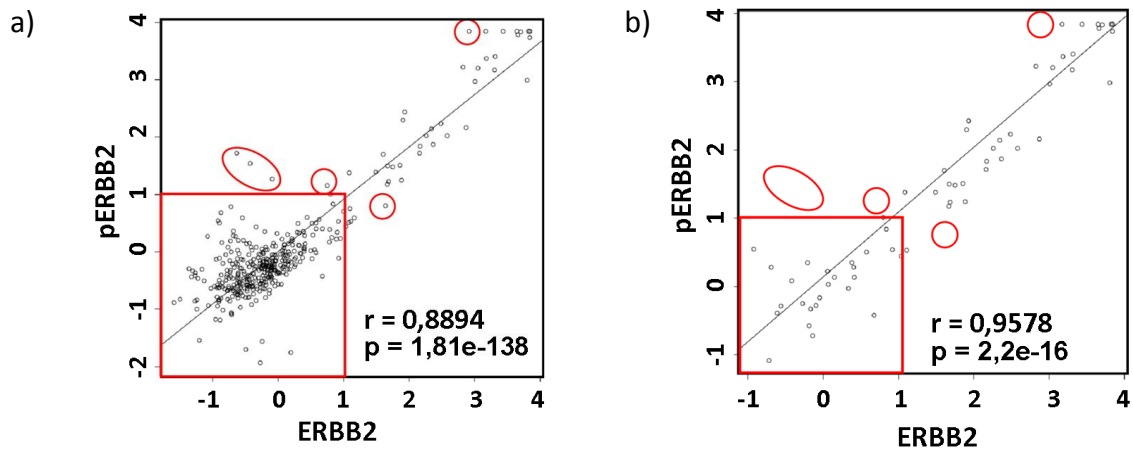 a)
4
3
2
1
0
-1
-2
pERBB2
r = 0,8894
p = 1,81e-138
-1 0 1 2 3 4
ERBB2
b)
4
3
2
1
0
-1
pERBB2
r = 0,9578
p = 2,2e-16
-1 0 1 2 3 4
ERBB2